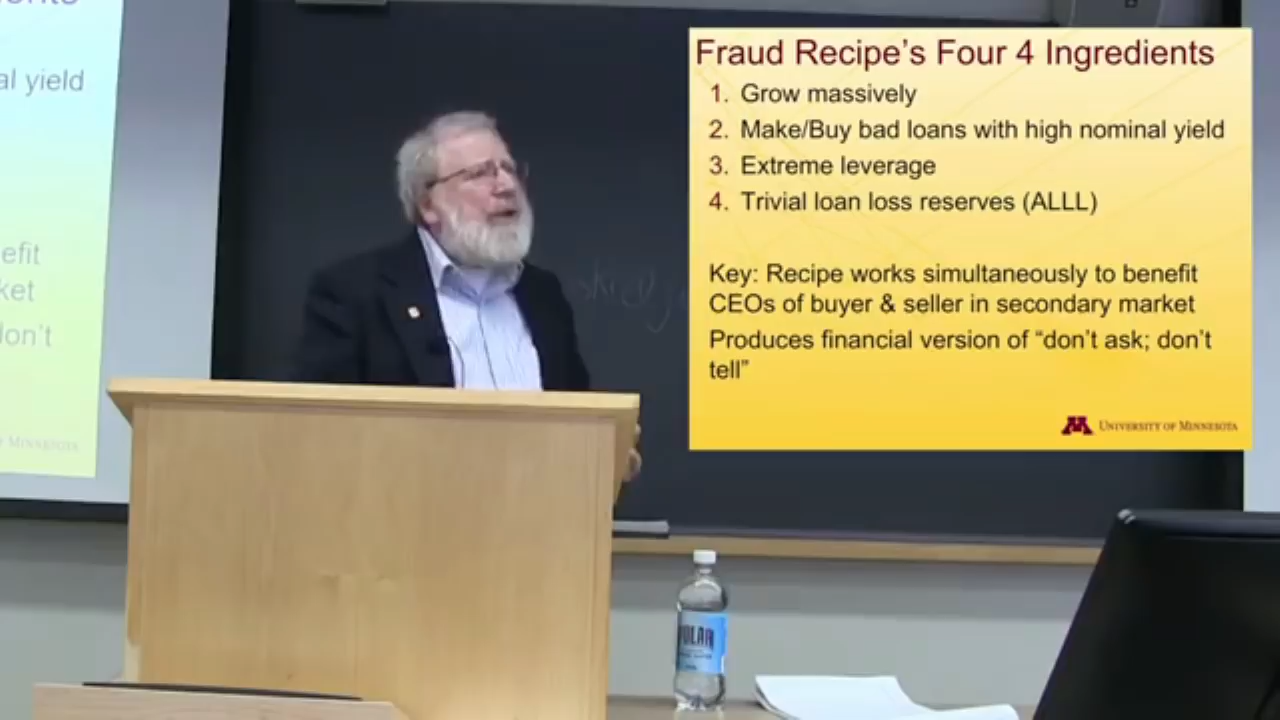 Fraud Recipe's Four 4 Ingredients
1. Grow massively
2. Make/Buy bad loans with high nominal yield
3. Extreme leverage
4. Trivial loan loss reserves (ALLL)
Key: Recipe works simultaneously to benefit
CEOs of buyer & seller in secondary market
Produces financial version of “don't ask; don't
tell”
UNIVERSITY OF MINNESOTA
al yield
efit
ket
don't
MINNESOTA